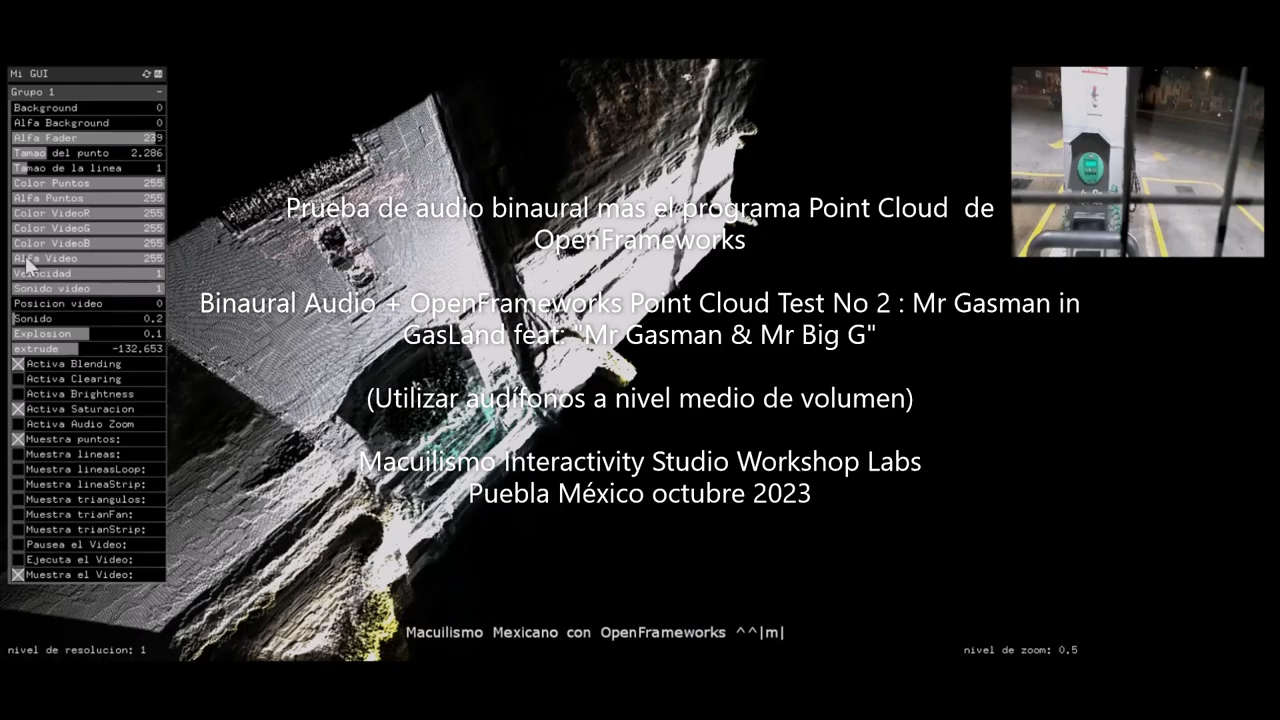 Mi GUI
Grupo 1 -
Background 0
Alfa Background 0
Alfa Fader 239
Tamao del punto 2.286
Tamao de la linea 1
Color Puntos 255
Alfa Puntos 255
Color VideoR 255
Color VideoG 255
Color VideoB 255
Alfa Video 255
Velocidad 1
Sonido video 1
Posicion video 0
Sonido 0.2
Explosion 0.1
extrude -132.653
Activa Blending
Activa Clearing
Activa Brightness
Activa Saturacion
Activa Audio Zoom
Muestra puntos:
Muestra lineas:
Muestra lineasLoop:
Muestra lineaStrip:
Muestra triangulos:
Muestra trianFan:
Muestra trianStrip:
Pausea el Video:
Ejecuta el Video:
Muestra el Video:
Prueba de audio binaural mas el programa Point Cloud de
OpenFrameworks
Binaural Audio + OpenFrameworks Point Cloud Test No 2 : Mr Gasman in
GasLand feat: "Mr Gasman & Mr Big G"
(Utilizar audífonos a nivel medio de volumen)
Macuilismo Interactivity Studio Workshop Labs
Puebla México octubre 2023
Macuilismo Mexicano con OpenFrameworks ^^|m|
nivel de resolucion: 1
nivel de zoom: 0.5